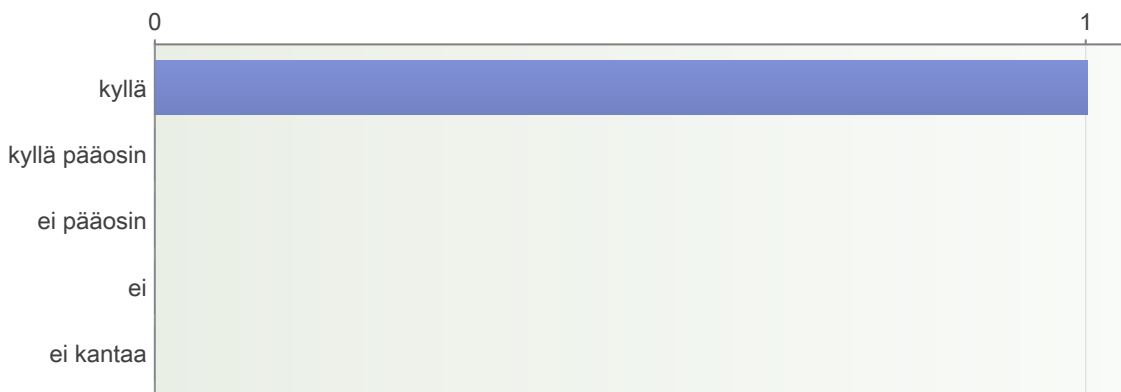 0 1
kyllä
kyllä pääosin
ei pääosin
ei
ei kantaa